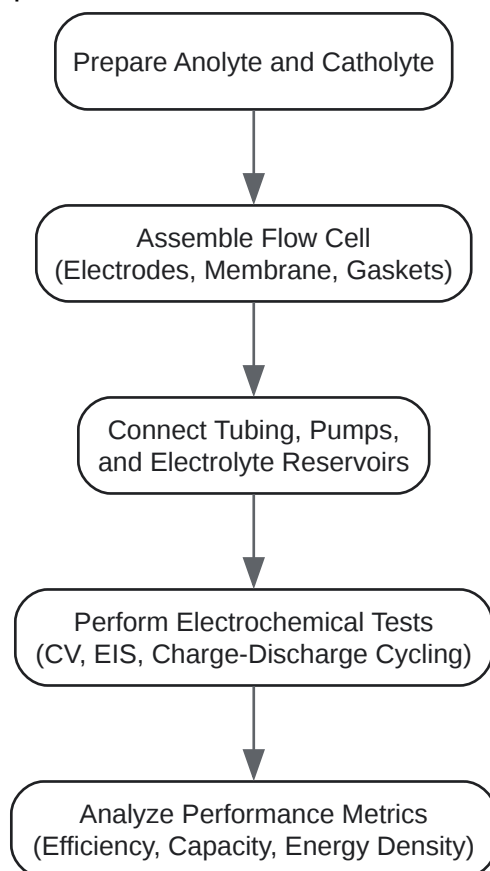 Prepare Anolyte and Catholyte
Assemble Flow Cell
(Electrodes, Membrane, Gaskets)
Connect Tubing, Pumps,
and Electrolyte Reservoirs
Perform Electrochemical Tests
(CV, EIS, Charge-Discharge Cycling)
Analyze Performance Metrics
(Efficiency, Capacity, Energy Density)